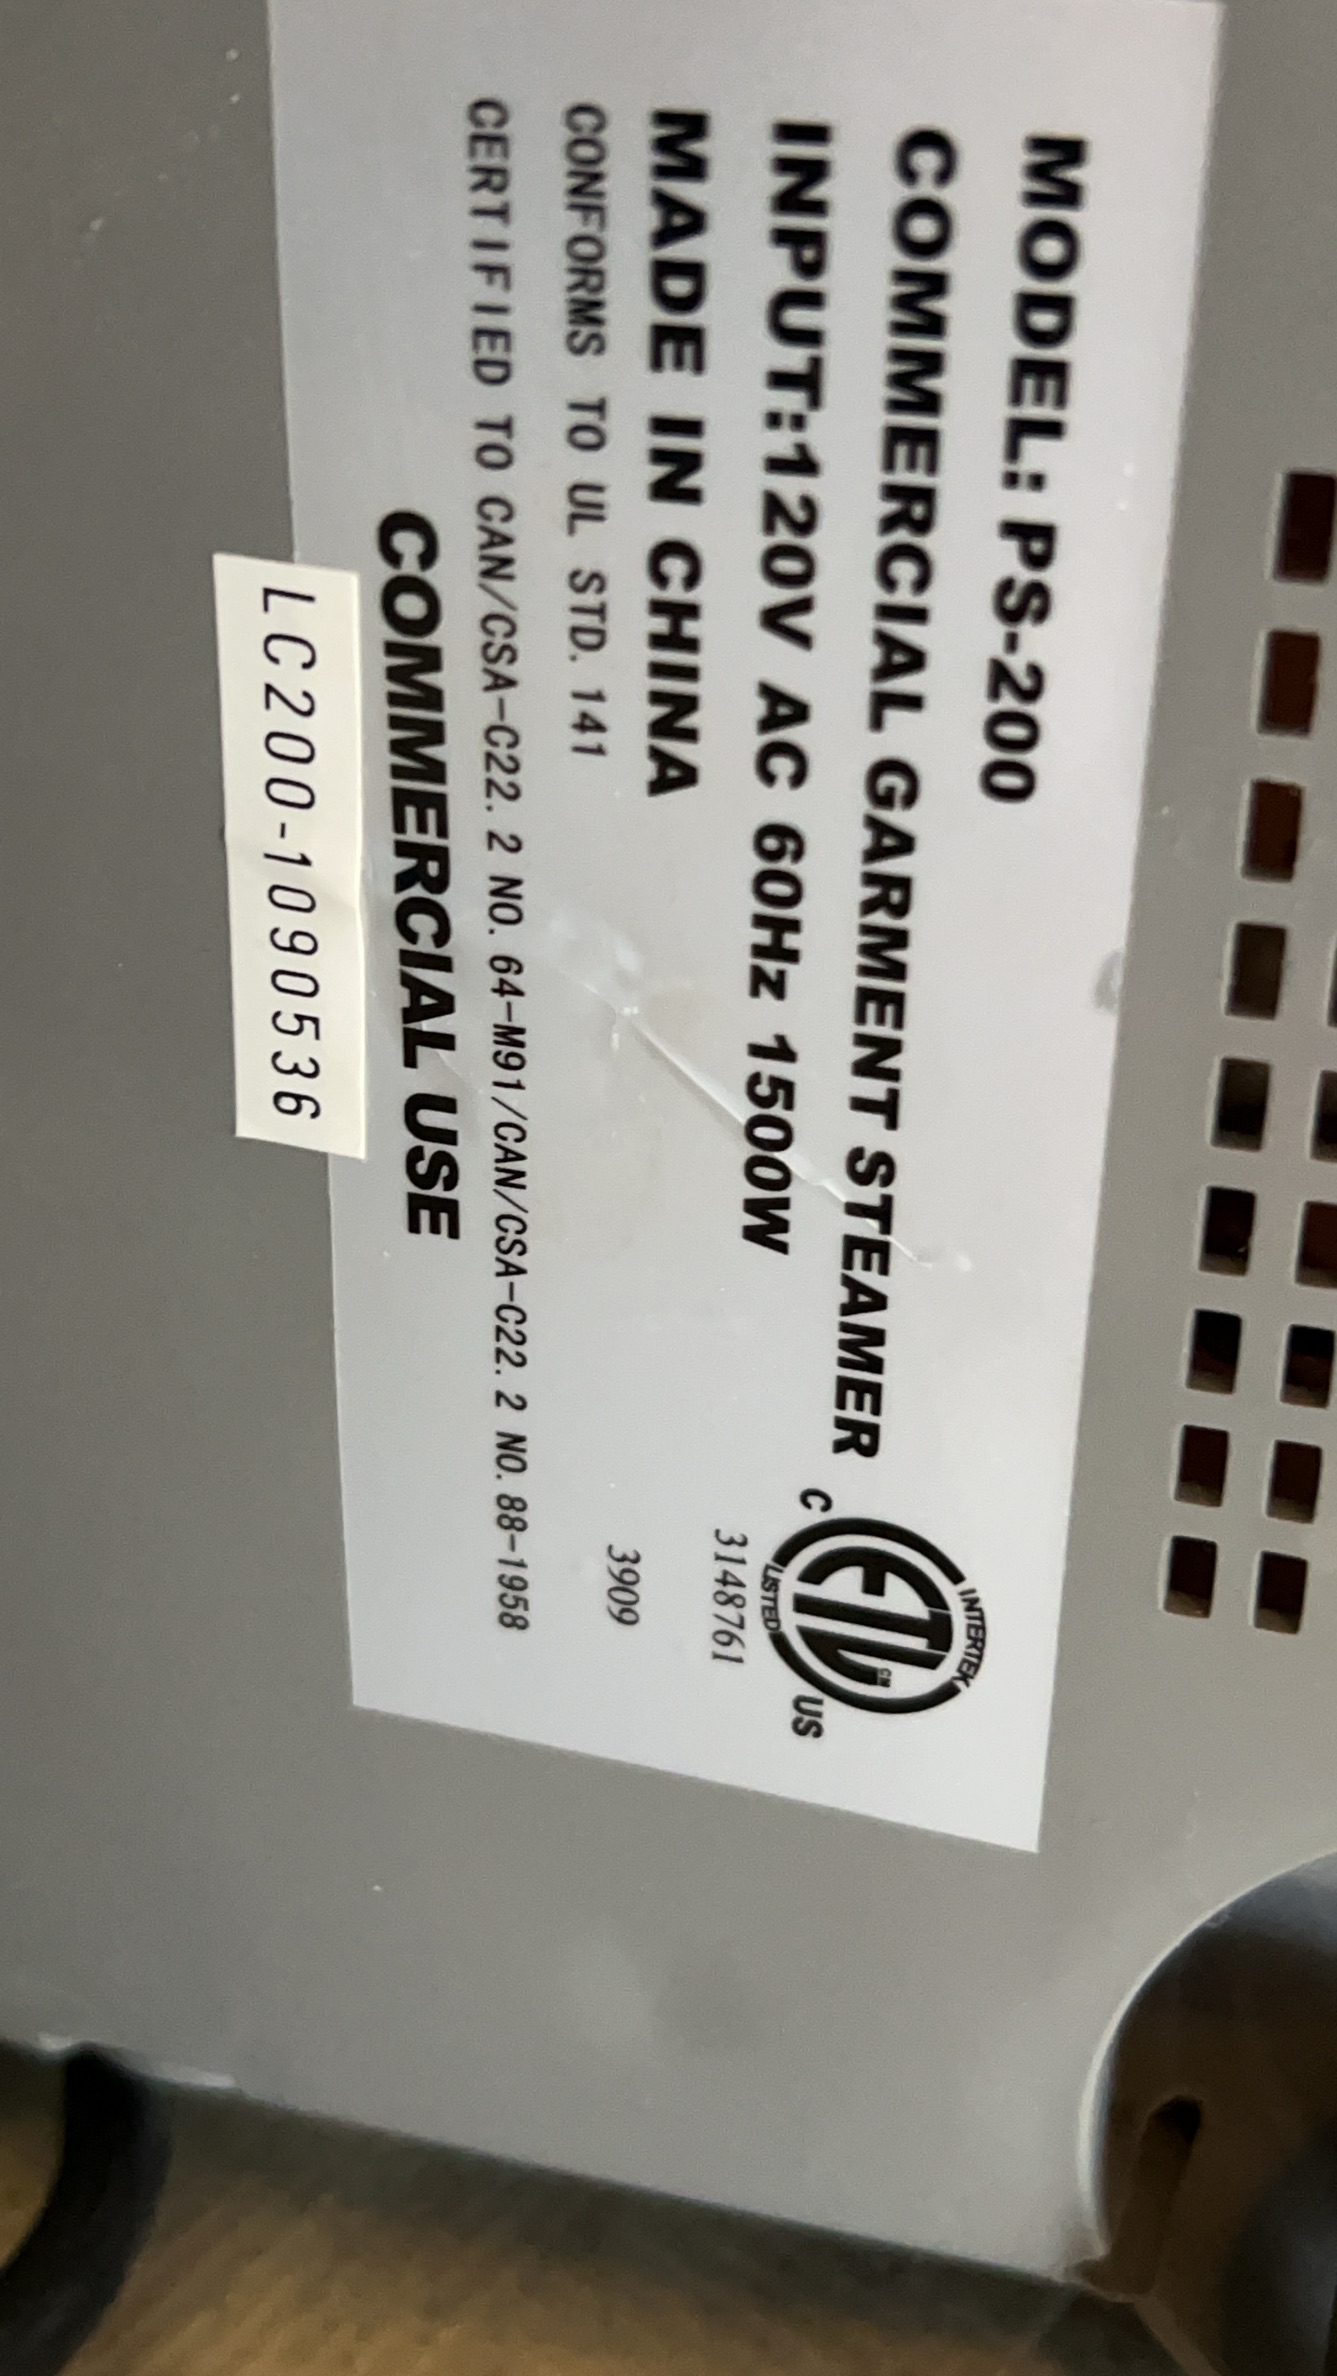 MODEL: PS-200
COMMERCIAL GARMENT STEAMER
INPUT:120V AC 60Hz 1500W
MADE IN CHINA
CONFORMS TO UL STD. 141
CERTIFIED TO CAN/CSA-C22. 2 NO. 64-M91/CAN/CSA-C22. 2 NO. 88-1958
COMMERCIAL USE
INTERTEK
C ETL US
CM
LISTED
3148761
3909
LC200-1090536